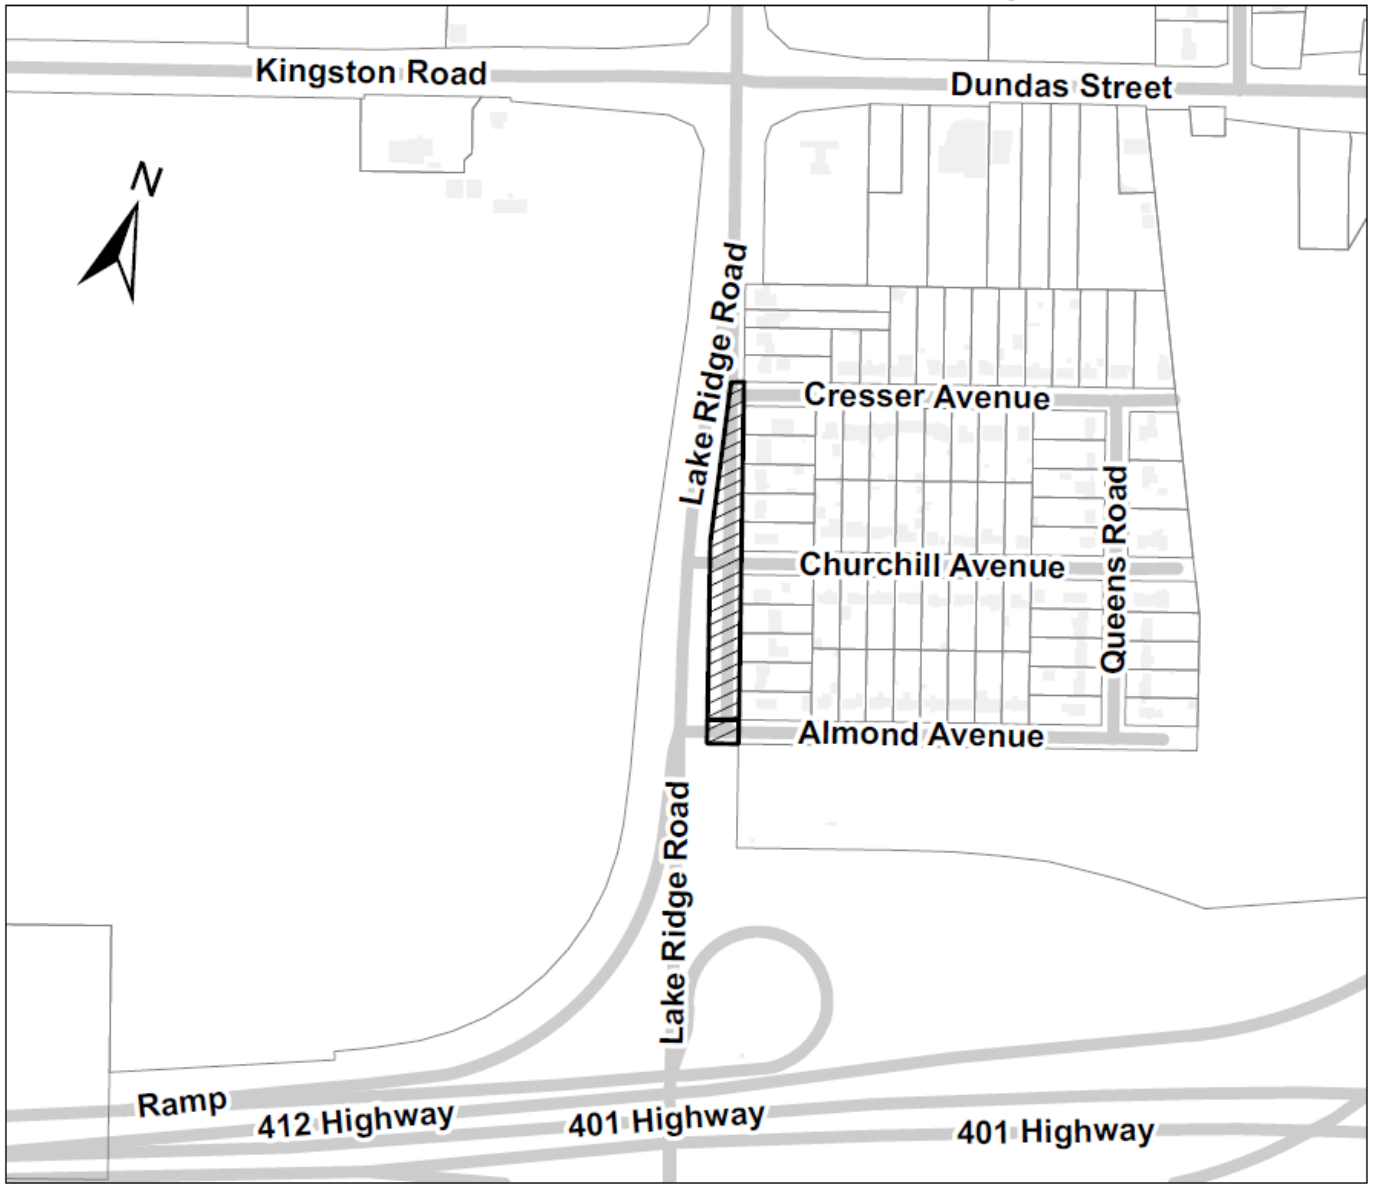 Kingston Road
Dundas Street
N
Lake Ridge Road
Cresser Avenue
Queens Road
Churchill Avenue
Almond Avenue
Lake Ridge Road
Ramp
412 Highway
401 Highway
401 Highway